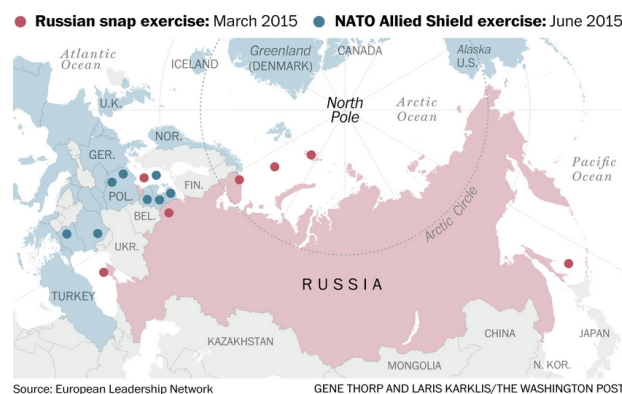 Russian snap exercise: March 2015 NATO Allied Shield exercise: June 2015
Atlantic
Ocean
ICELAND
Greenland
(DENMARK)
CANADA
Alaska
U.S.
U.K.
North
Pole
Arctic
Ocean
NOR.
GER.
Pacific
Ocean
FIN.
POL.
BEL.
Arctic Circle
UKR.
RUSSIA
TURKEY
KAZAKHSTAN
CHINA
JAPAN
MONGOLIA
N. KOR.
Source: European Leadership Network
GENE THORP AND LARIS KARKLIS/THE WASHINGTON POST